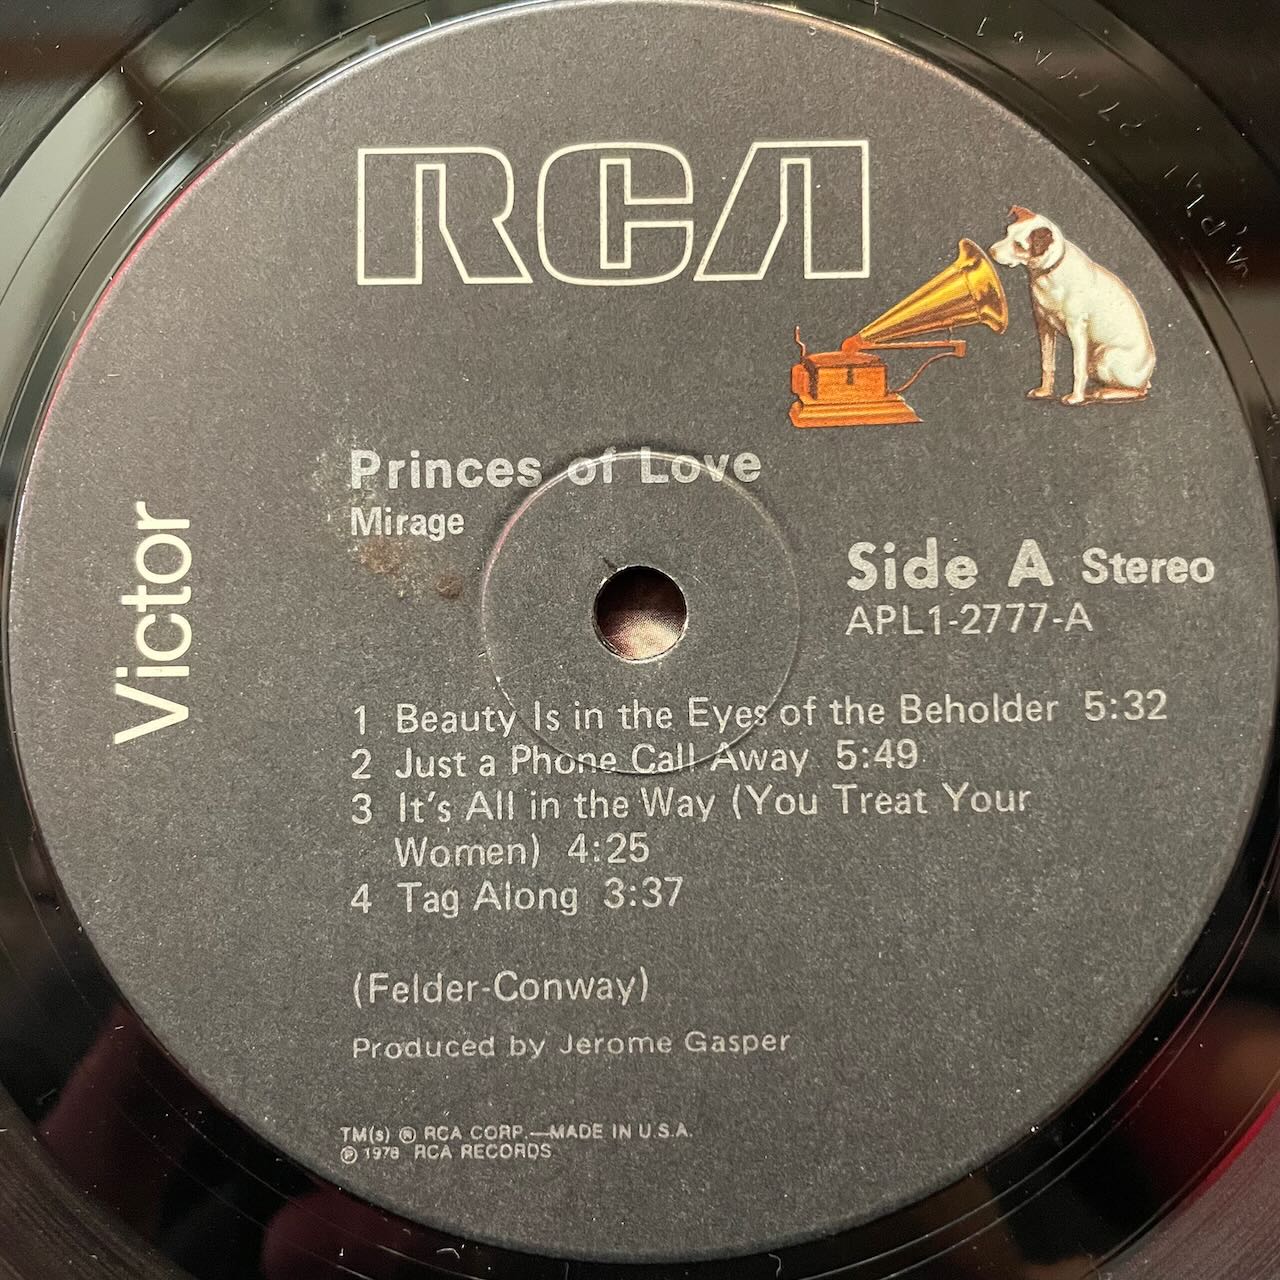 RCA
Victor
Princes of Love
Mirage
Side A Stereo
APL1-2777-A
1 Beauty Is in the Eyes of the Beholder 5:32
2 Just a Phone Call Away 5:49
3 It's All in the Way (You Treat Your
Women) 4:25
4 Tag Along 3:37
(Felder-Conway)
Produced by Jerome Gasper
TM(s) ® RCA CORP.—MADE IN U.S.A.
℗ 1978 RCA RECORDS